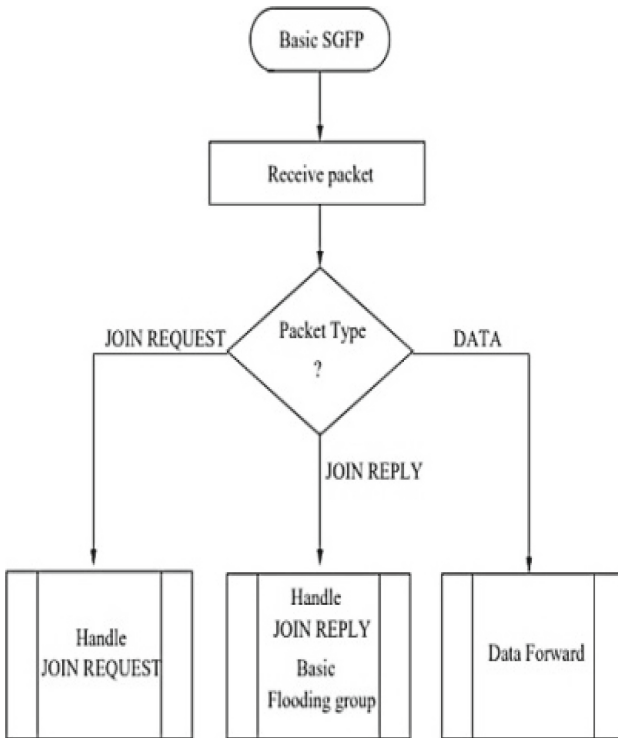 Basic SGFP
Receive packet
Packet Type
?
JOIN REQUEST
DATA
JOIN REPLY
Handle
JOIN REQUEST
Handle
JOIN REPLY
Basic
Flooding group
Data Forward